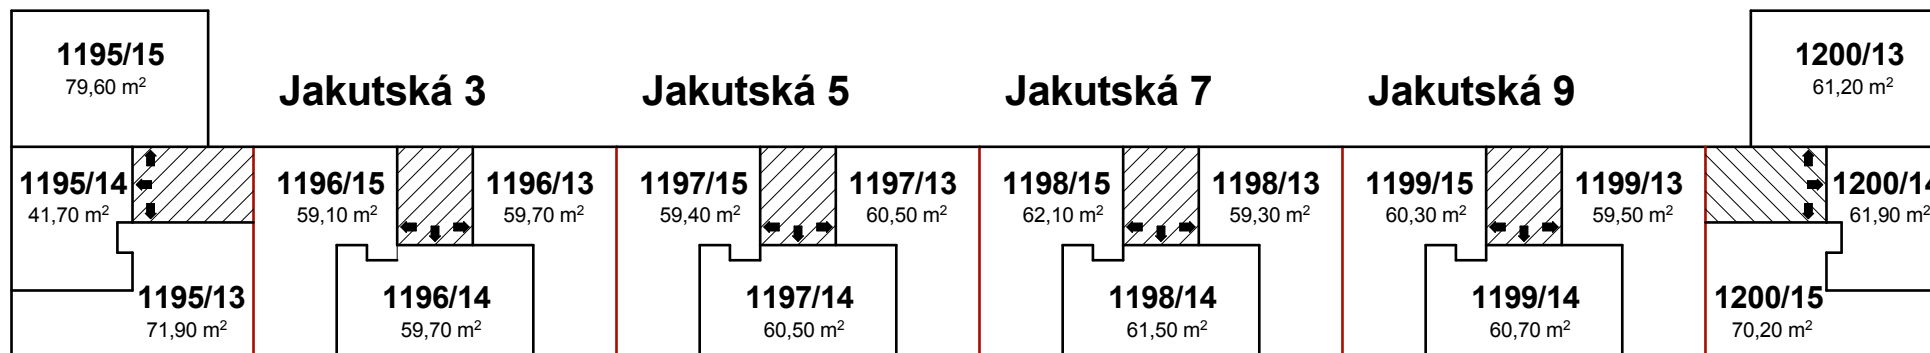 1195/15
79,60 m²
1200/13
61,20 m²
Jakutská 3
Jakutská 5
Jakutská 7
Jakutská 9
1195/14
41,70 m²
1196/15
59,10 m²
1196/13
59,70 m²
1197/15
59,40 m²
1197/13
60,50 m²
1198/15
62,10 m²
1198/13
59,30 m²
1199/15
60,30 m²
1199/13
59,50 m²
1200/14
61,90 m²
1195/13
71,90 m²
1196/14
59,70 m²
1197/14
60,50 m²
1198/14
61,50 m²
1199/14
60,70 m²
1200/15
70,20 m²